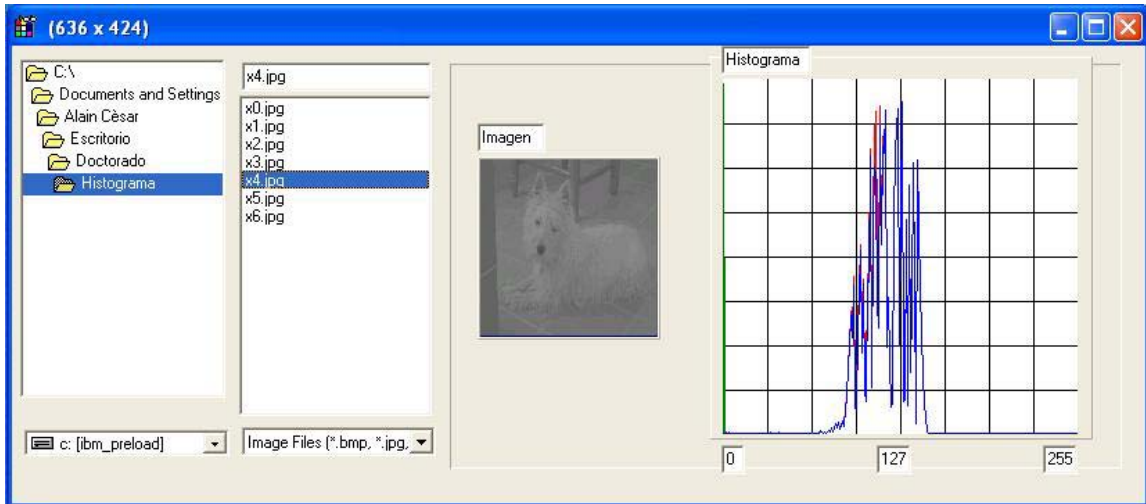 (636 x 424)
C:\
Documents and Settings
Alain Cèsar
Escritorio
Doctorado
Histograma
c: [ibm_preload]
x4.jpg
x0.jpg
x1.jpg
x2.jpg
x3.jpg
x4.jpg
x5.jpg
x6.jpg
Image Files (*.bmp, *.jpg,
Imagen
Histograma
0
127
255